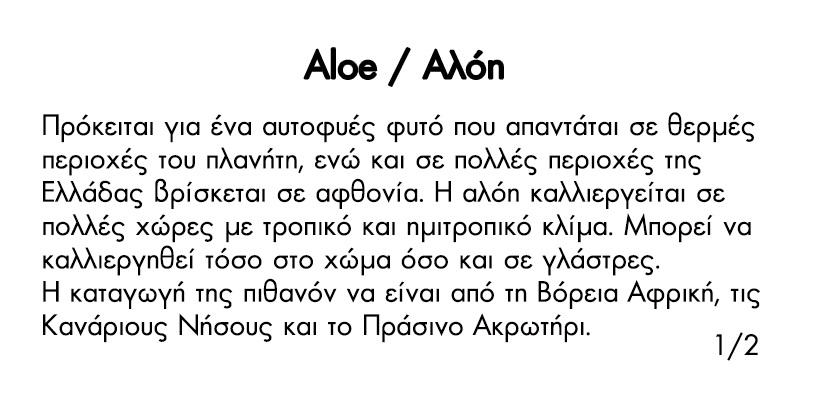 Aloe / Αλόη
Πρόκειται για ένα αυτοφυές φυτό που απαντάται σε θερμές
περιοχές του πλανήτη, ενώ και σε πολλές περιοχές της
Ελλάδας βρίσκεται σε αφθονία. Η αλόη καλλιεργείται σε
πολλές χώρες με τροπικό και ημιτροπικό κλίμα. Μπορεί να
καλλιεργηθεί τόσο στο χώμα όσο και σε γλάστρες.
Η καταγωγή της πιθανόν να είναι από τη Βόρεια Αφρική, τις
Κανάριους Νήσους και το Πράσινο Ακρωτήρι.
1/2